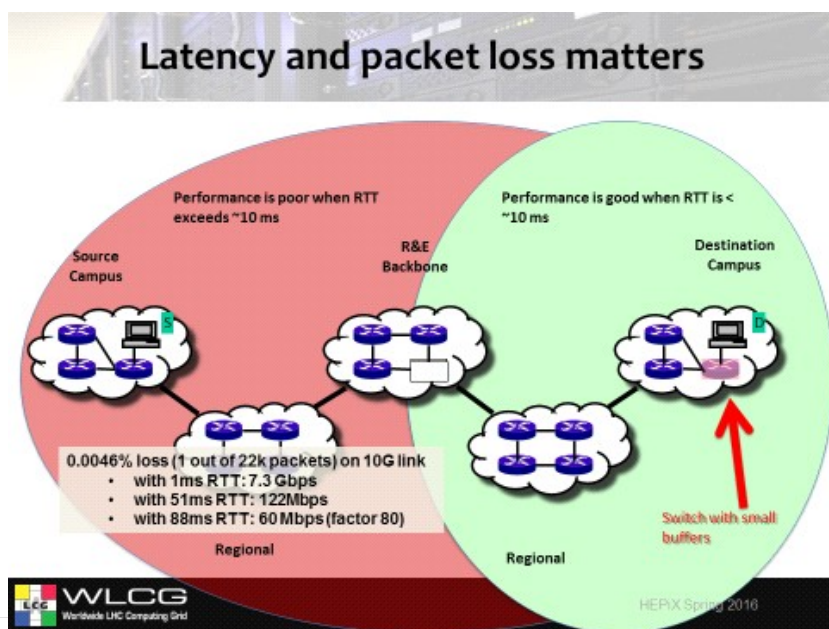 Latency and packet loss matters
Performance is poor when RTT
exceeds ~10 ms
Performance is good when RTT is <
~10 ms
Source
Campus
R&E
Backbone
Destination
Campus
S
D
0.0046% loss (1 out of 22k packets) on 10G link
• with 1ms RTT: 7.3 Gbps
• with 51ms RTT: 122Mbps
• with 88ms RTT: 60 Mbps (factor 80)
Switch with small
buffers
Regional
Regional
LCG
WLCG
Worldwide LHC Computing Grid
HEPiX Spring 2016